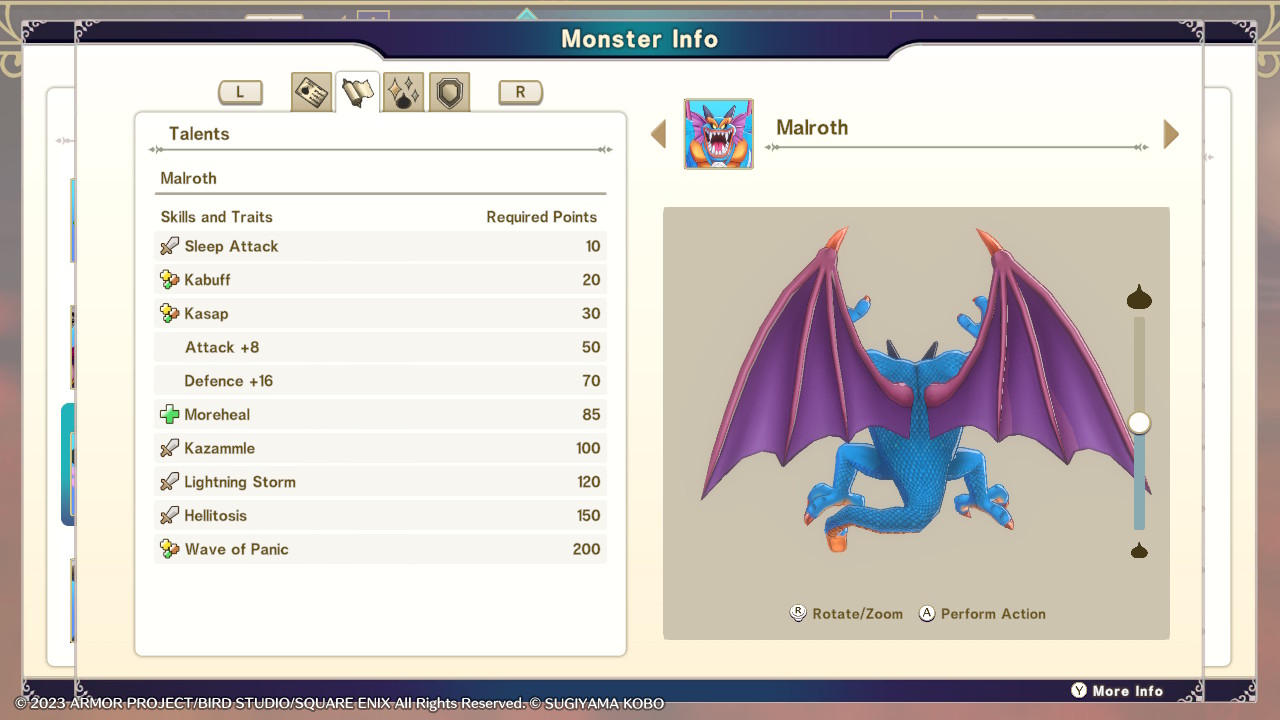 Monster Info
L
R
Talents
Malroth
Skills and Traits Required Points
Sleep Attack 10
Kabuff 20
Kasap 30
Attack +8 50
Defence +16 70
Moreheal 85
Kazammle 100
Lightning Storm 120
Hellitosis 150
Wave of Panic 200
Malroth
R Rotate/Zoom A Perform Action
Y More Info
© 2023 ARMOR PROJECT/BIRD STUDIO/SQUARE ENIX All Rights Reserved. © SUGIYAMA KOBO